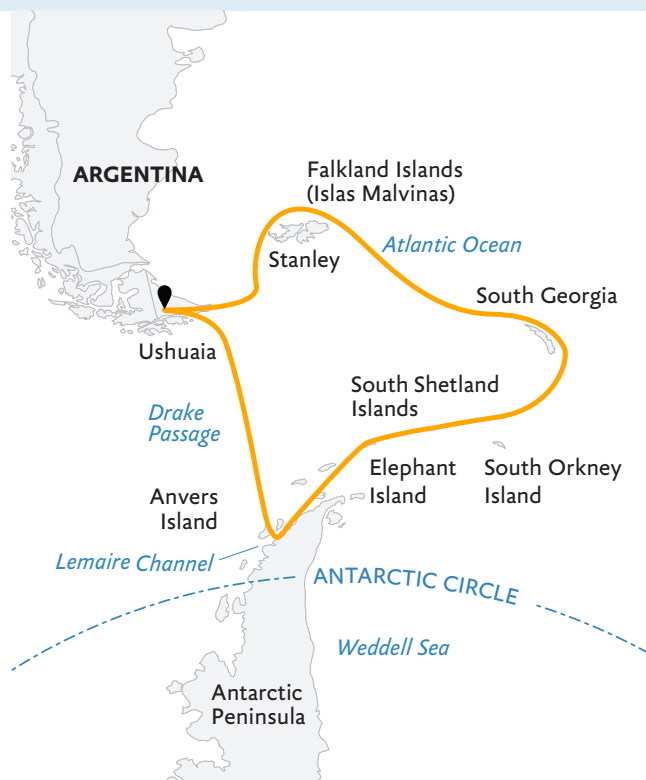 ARGENTINA
Falkland Islands
(Islas Malvinas)
Atlantic Ocean
Stanley
South Georgia
Ushuaia
South Shetland
Islands
Drake
Passage
Elephant
Island
South Orkney
Island
Anvers
Island
Lemaire Channel
ANTARCTIC CIRCLE
Weddell Sea
Antarctic
Peninsula